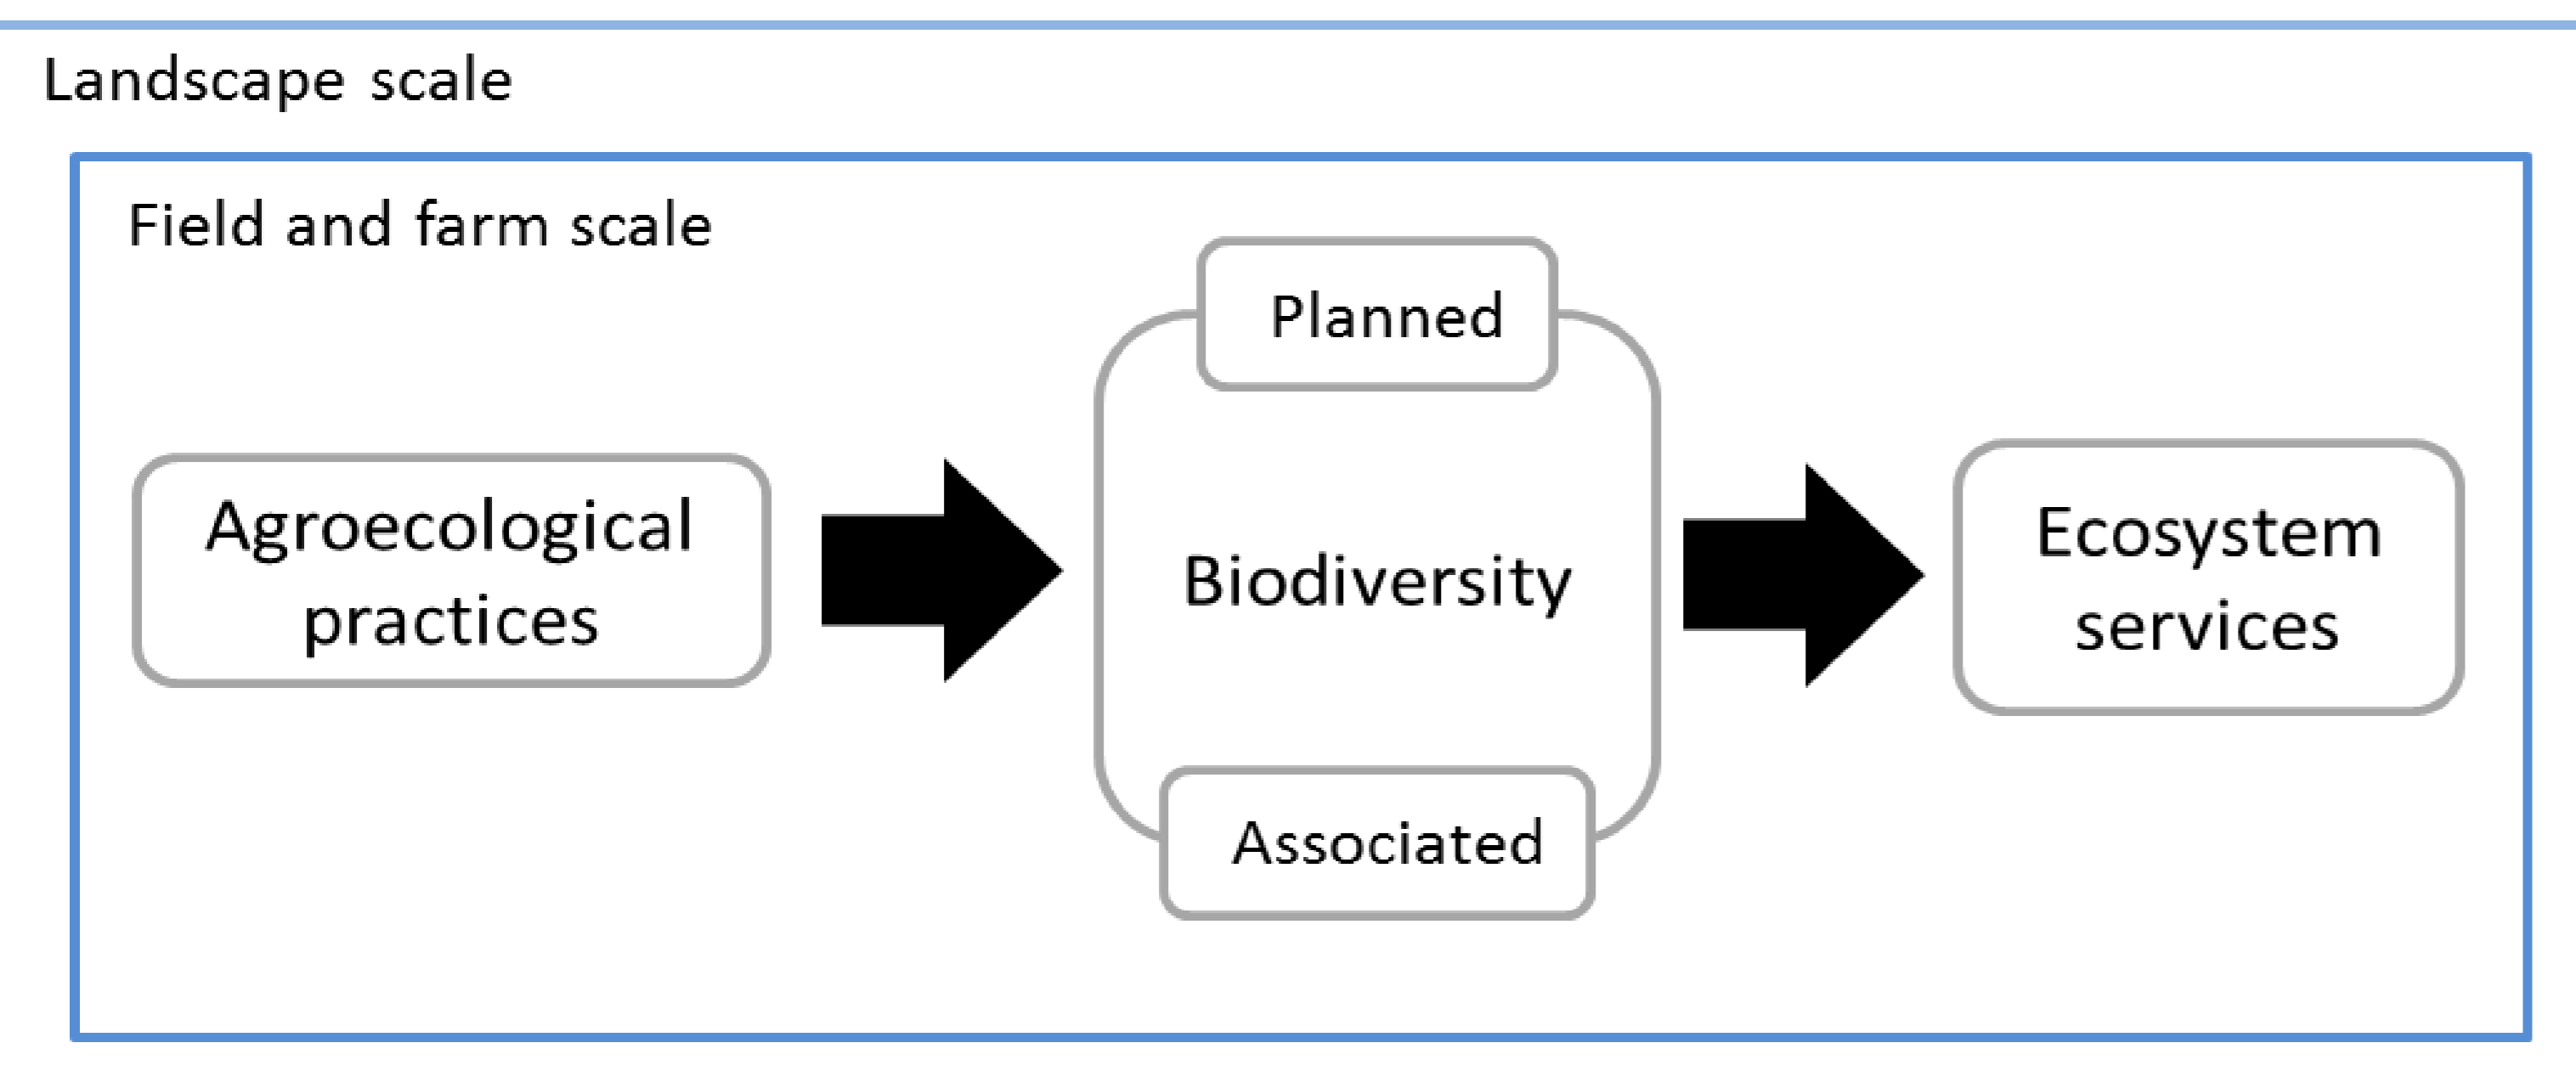 Landscape scale
Field and farm scale
Planned
Agroecological
practices
Biodiversity
Ecosystem
services
Associated